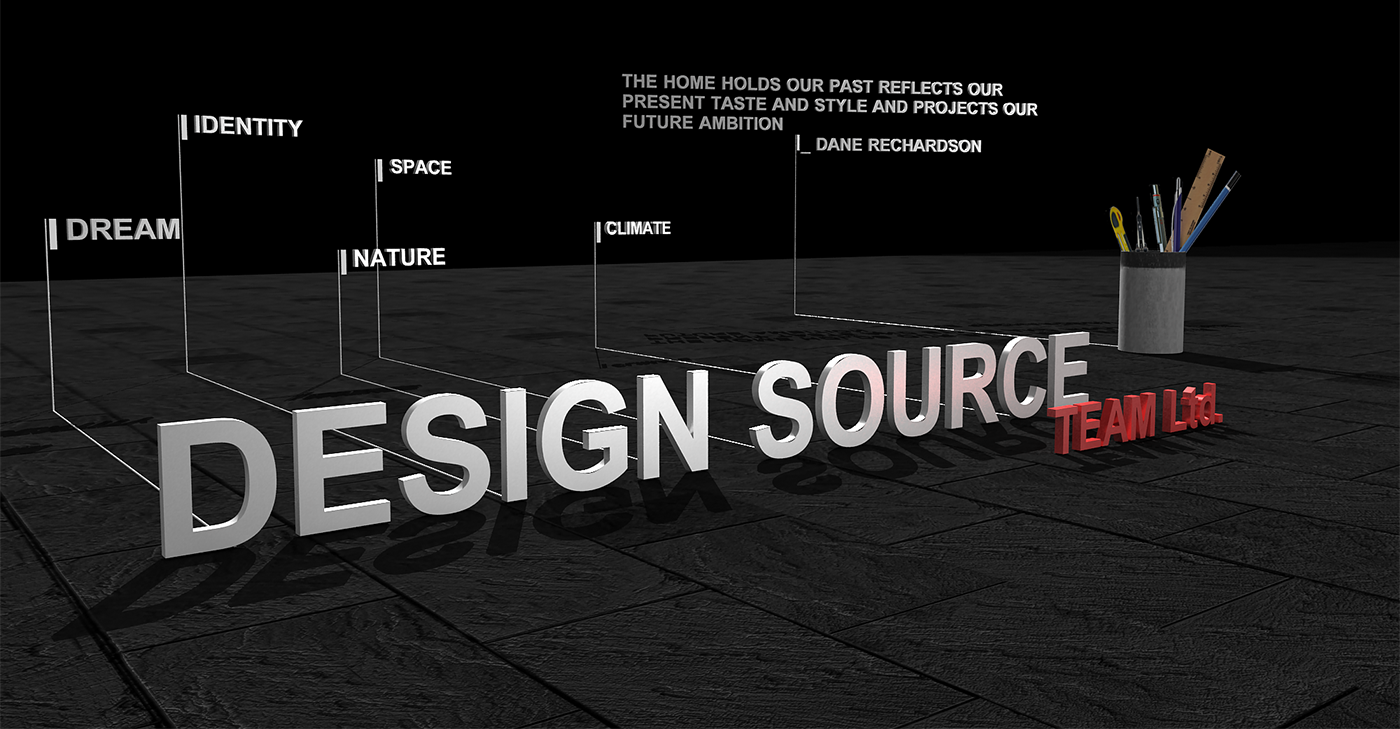 THE HOME HOLDS OUR PAST REFLECTS OUR
PRESENT TASTE AND STYLE AND PROJECTS OUR
FUTURE AMBITION
|_ DANE RECHARDSON
IDENTITY
SPACE
DREAM
CLIMATE
NATURE
DESIGN SOURCE
TEAM Ltd.